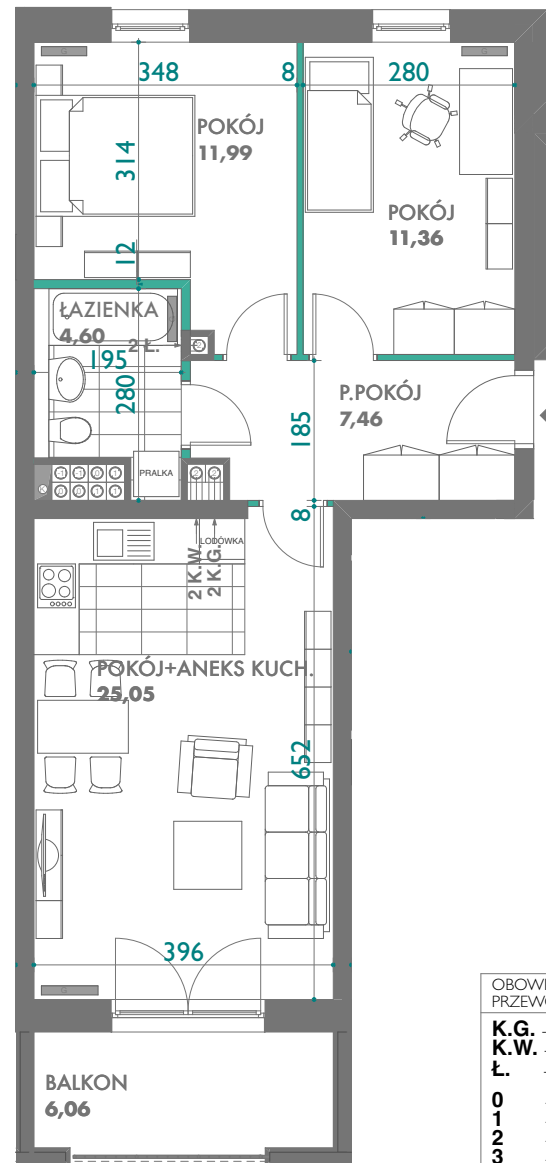 G
G
348
8
280
POKÓJ
11,99
314
POKÓJ
11,36
12
ŁAZIENKA
4,60
2 Ł.
195
280
P.POKÓJ
7,46
185
PRALKA
8
LODÓWKA
2 K.W.
2 K.G.
POKÓJ+ANEKS KUCH.
25,05
652
396
G
BALKON
6,06
K.G. -
K.W. -
Ł. -
0 -
1
2
3